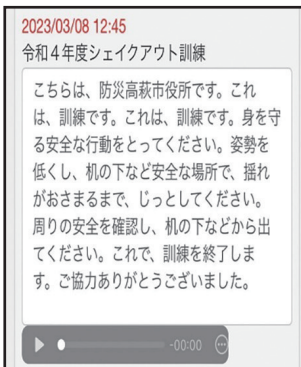 2023/03/08 12:45
令和4年度シェイクアウト訓練
こちらは、防災高萩市役所です。これ
は、訓練です。これは、訓練です。身を守
る安全な行動をとってください。姿勢を
低くし、机の下など安全な場所で、揺れ
がおさまるまで、じっとしてください。
周りの安全を確認し、机の下などから出
てください。これで、訓練を終了しま
す。ご協力ありがとうございました。
-00:00